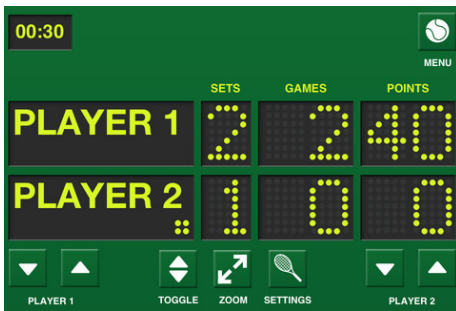 00:30
MENU
SETS GAMES POINTS
PLAYER 1 2 2 40
PLAYER 2 1 0 0
PLAYER 1 TOGGLE ZOOM SETTINGS PLAYER 2